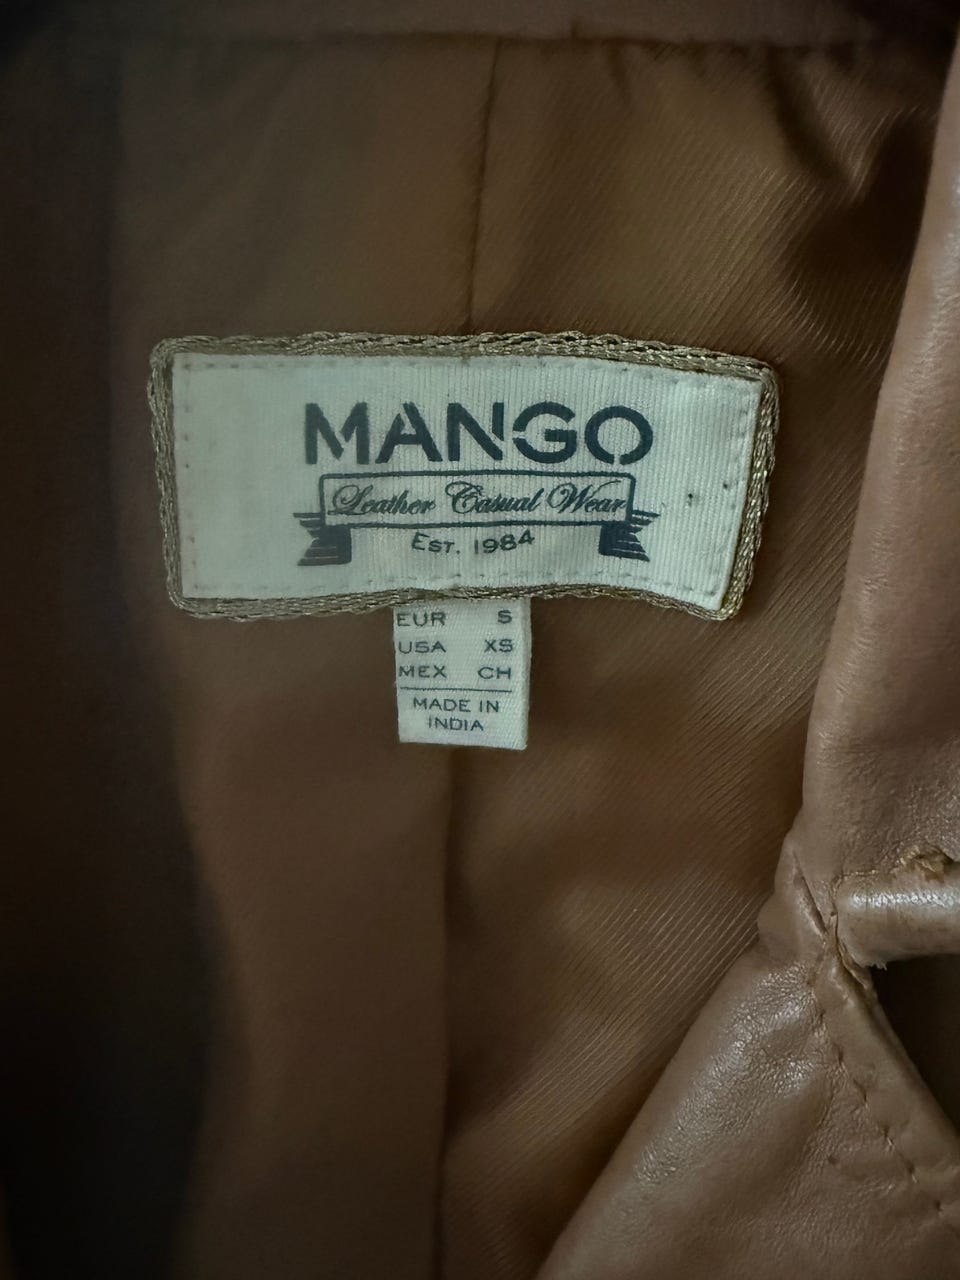 MANGO
Leather Casual Wear
EST. 1984
EUR S
USA XS
MEX CH
MADE IN
INDIA